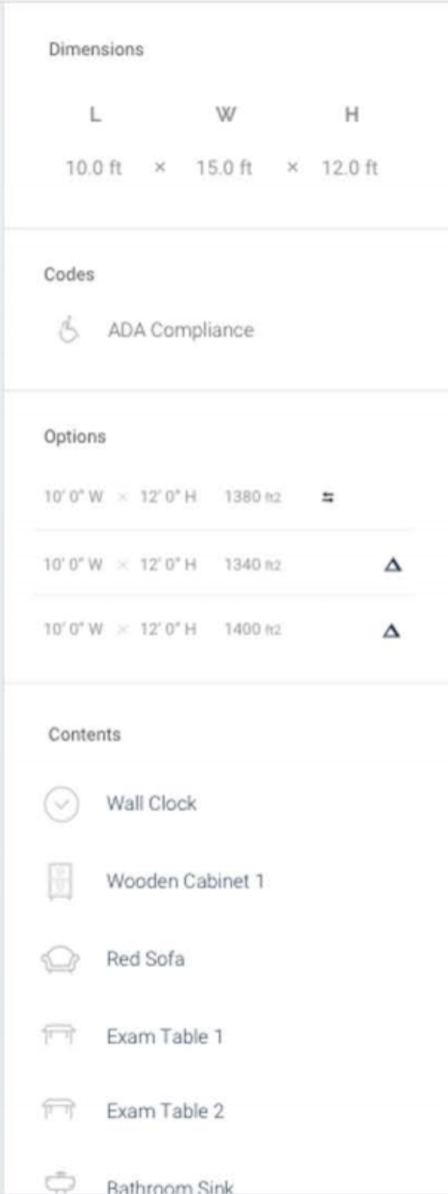 Dimensions
L W H
10.0 ft × 15.0 ft × 12.0 ft
Codes
ADA Compliance
Options
10' 0" W × 12' 0" H 1380 ft2
10' 0" W × 12' 0" H 1340 ft2
10' 0" W × 12' 0" H 1400 ft2
Contents
Wall Clock
Wooden Cabinet 1
Red Sofa
Exam Table 1
Exam Table 2
Bathroom Sink